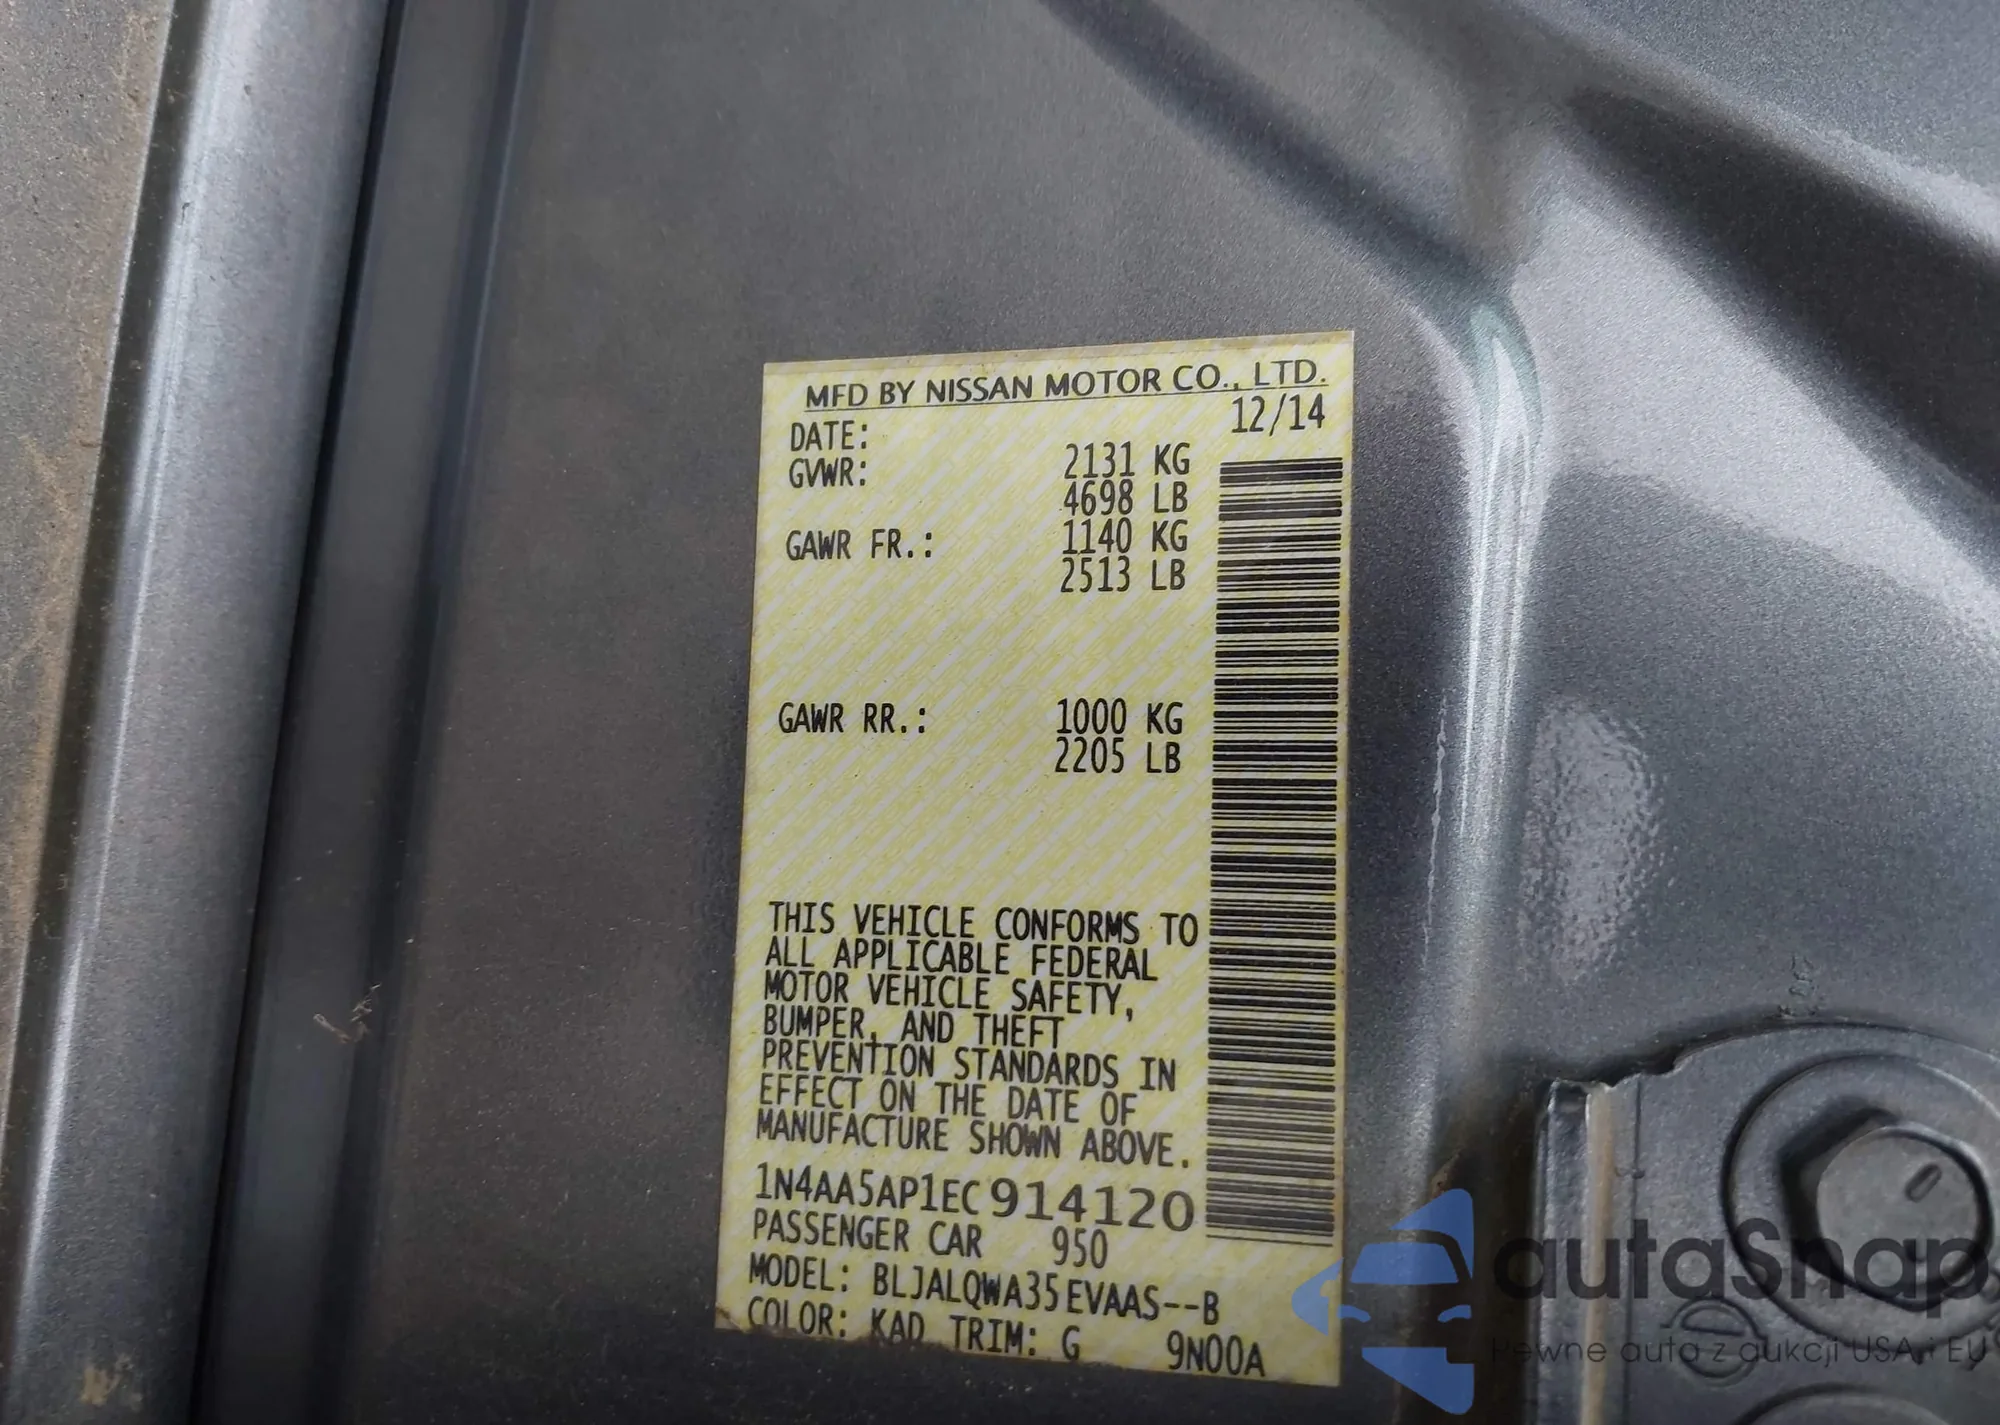 MFD BY NISSAN MOTOR CO., LTD.
DATE: 12/14
GVWR: 2131 KG
4698 LB
GAWR FR.: 1140 KG
2513 LB
GAWR RR.: 1000 KG
2205 LB
THIS VEHICLE CONFORMS TO
ALL APPLICABLE FEDERAL
MOTOR VEHICLE SAFETY,
BUMPER, AND THEFT
PREVENTION STANDARDS IN
EFFECT ON THE DATE OF
MANUFACTURE SHOWN ABOVE.
1N4AA5AP1EC914120
PASSENGER CAR 950
MODEL: BLJALQWA35EVAAS--B
COLOR: KAD TRIM: G 9N00A
autaSnap
Pewne auta z aukcji USA i EU